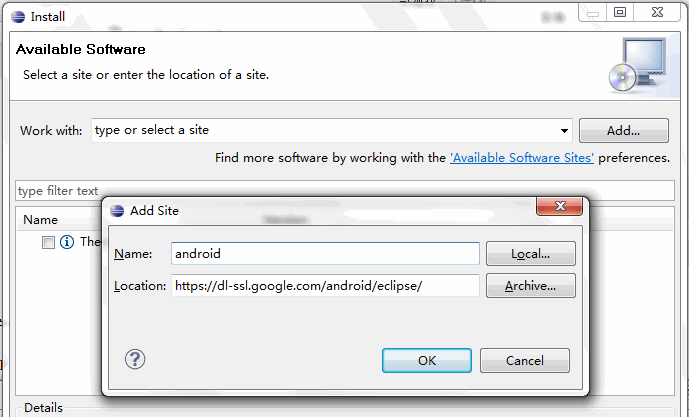 Install
Available Software
Select a site or enter the location of a site.
Work with: type or select a site Add...
Find more software by working with the 'Available Software Sites' preferences.
type filter text
Name
Add Site
The
Name: android Local...
Location: https://dl-ssl.google.com/android/eclipse/ Archive...
OK Cancel
Details